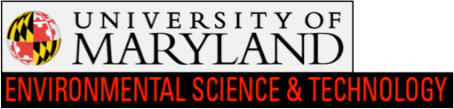 UNIVERSITY OF
MARYLAND
ENVIRONMENTAL SCIENCE & TECHNOLOGY